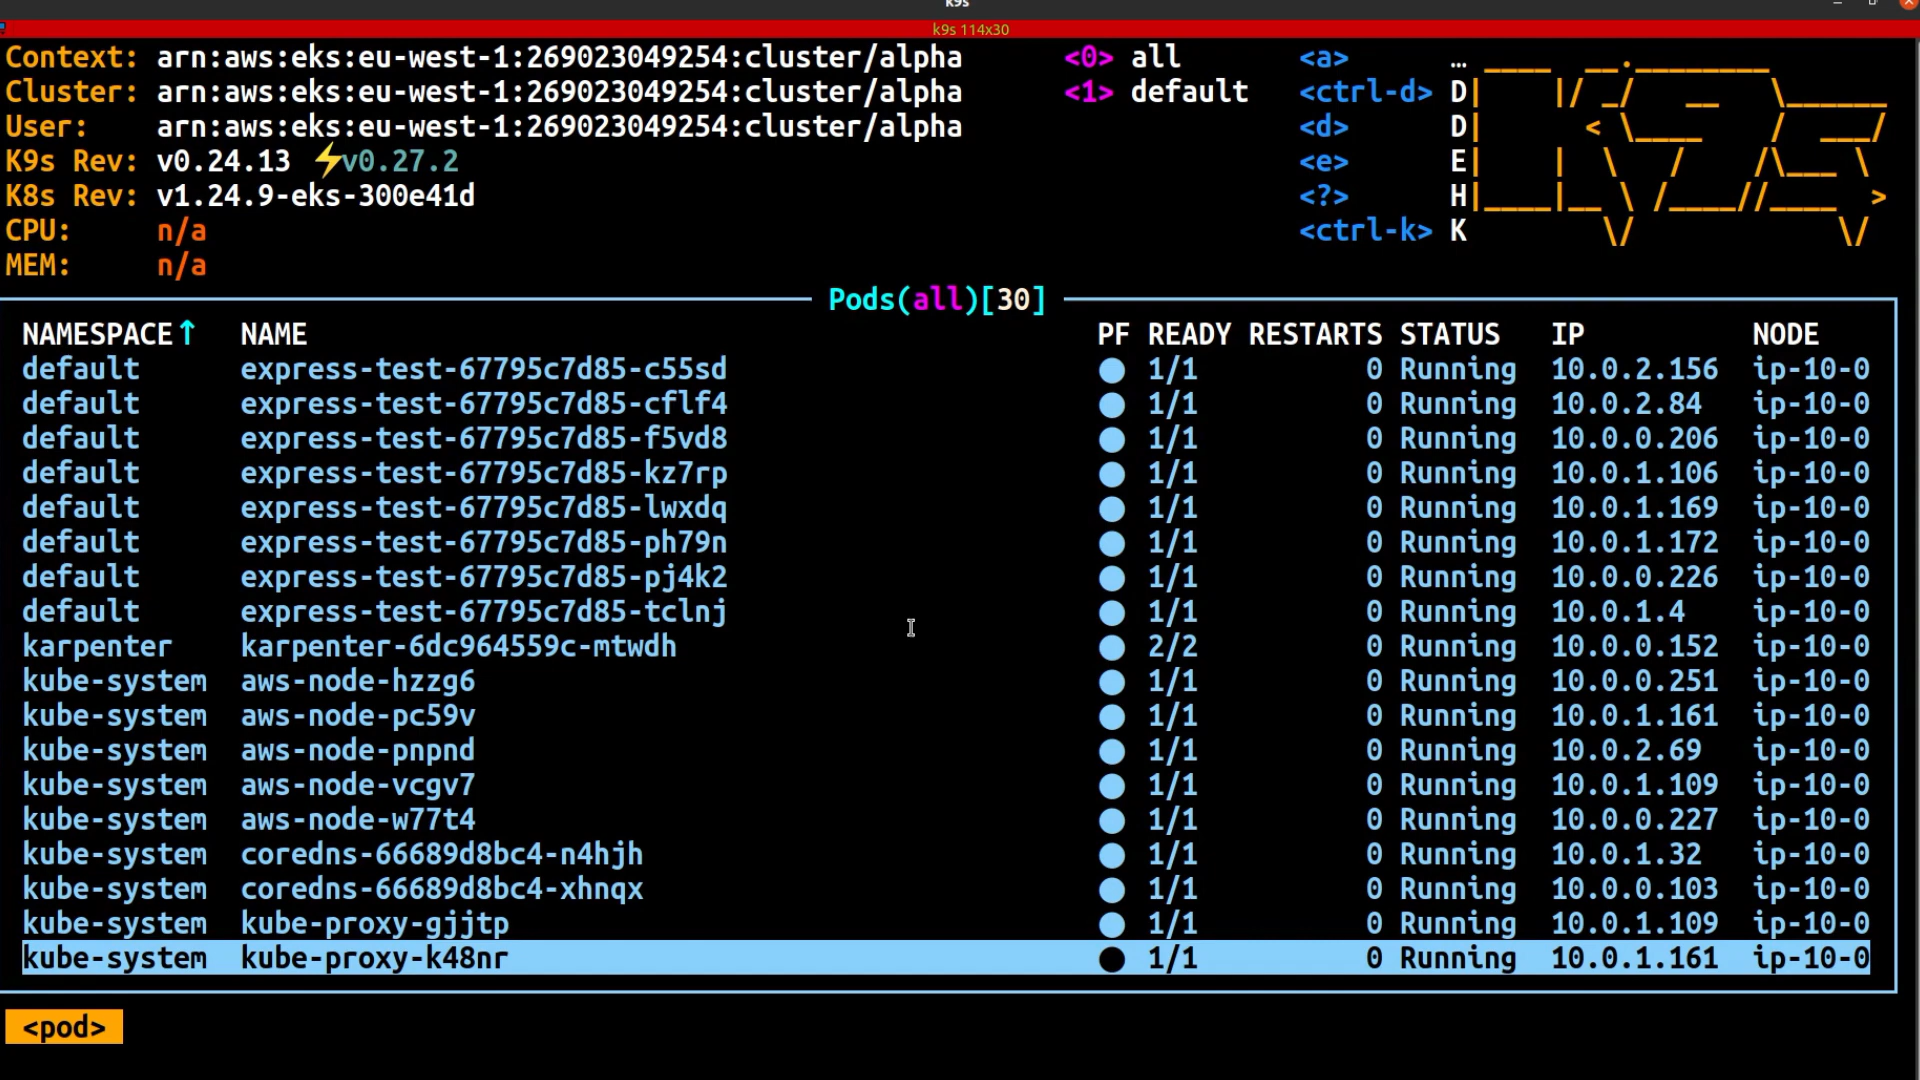 k9s
k9s 114x30
Context: arn:aws:eks:eu-west-1:269023049254:cluster/alpha <0> all <a> …
Cluster: arn:aws:eks:eu-west-1:269023049254:cluster/alpha <1> default <ctrl-d> D
User: arn:aws:eks:eu-west-1:269023049254:cluster/alpha <d> D
K9s Rev: v0.24.13 ⚡v0.27.2 <e> E
K8s Rev: v1.24.9-eks-300e41d <?> H
CPU: n/a <ctrl-k> K
MEM: n/a
Pods(all)[30]
NAMESPACE↑ NAME PF READY RESTARTS STATUS IP NODE
default express-test-67795c7d85-c55sd ● 1/1 0 Running 10.0.2.156 ip-10-0
default express-test-67795c7d85-cflf4 ● 1/1 0 Running 10.0.2.84 ip-10-0
default express-test-67795c7d85-f5vd8 ● 1/1 0 Running 10.0.0.206 ip-10-0
default express-test-67795c7d85-kz7rp ● 1/1 0 Running 10.0.1.106 ip-10-0
default express-test-67795c7d85-lwxdq ● 1/1 0 Running 10.0.1.169 ip-10-0
default express-test-67795c7d85-ph79n ● 1/1 0 Running 10.0.1.172 ip-10-0
default express-test-67795c7d85-pj4k2 ● 1/1 0 Running 10.0.0.226 ip-10-0
default express-test-67795c7d85-tclnj ● 1/1 0 Running 10.0.1.4 ip-10-0
karpenter karpenter-6dc964559c-mtwdh ● 2/2 0 Running 10.0.0.152 ip-10-0
kube-system aws-node-hzzg6 ● 1/1 0 Running 10.0.0.251 ip-10-0
kube-system aws-node-pc59v ● 1/1 0 Running 10.0.1.161 ip-10-0
kube-system aws-node-pnpnd ● 1/1 0 Running 10.0.2.69 ip-10-0
kube-system aws-node-vcgv7 ● 1/1 0 Running 10.0.1.109 ip-10-0
kube-system aws-node-w77t4 ● 1/1 0 Running 10.0.0.227 ip-10-0
kube-system coredns-66689d8bc4-n4hjh ● 1/1 0 Running 10.0.1.32 ip-10-0
kube-system coredns-66689d8bc4-xhnqx ● 1/1 0 Running 10.0.0.103 ip-10-0
kube-system kube-proxy-gjjtp ● 1/1 0 Running 10.0.1.109 ip-10-0
kube-system kube-proxy-k48nr ● 1/1 0 Running 10.0.1.161 ip-10-0
<pod>